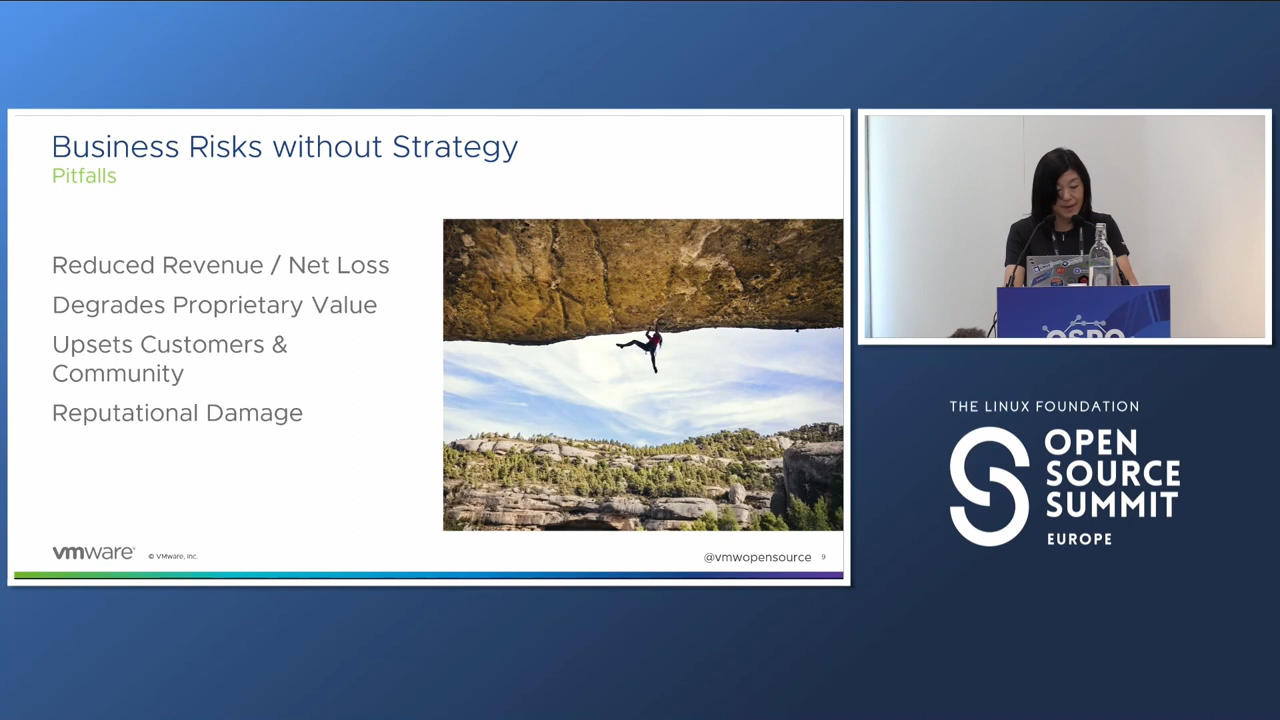 Business Risks without Strategy
Pitfalls
Reduced Revenue / Net Loss
Degrades Proprietary Value
Upsets Customers &
Community
Reputational Damage
vmware®
© VMware, Inc.
@vmwopensource
9
OSPO
THE LINUX FOUNDATION
OPEN
SOURCE
SUMMIT
EUROPE